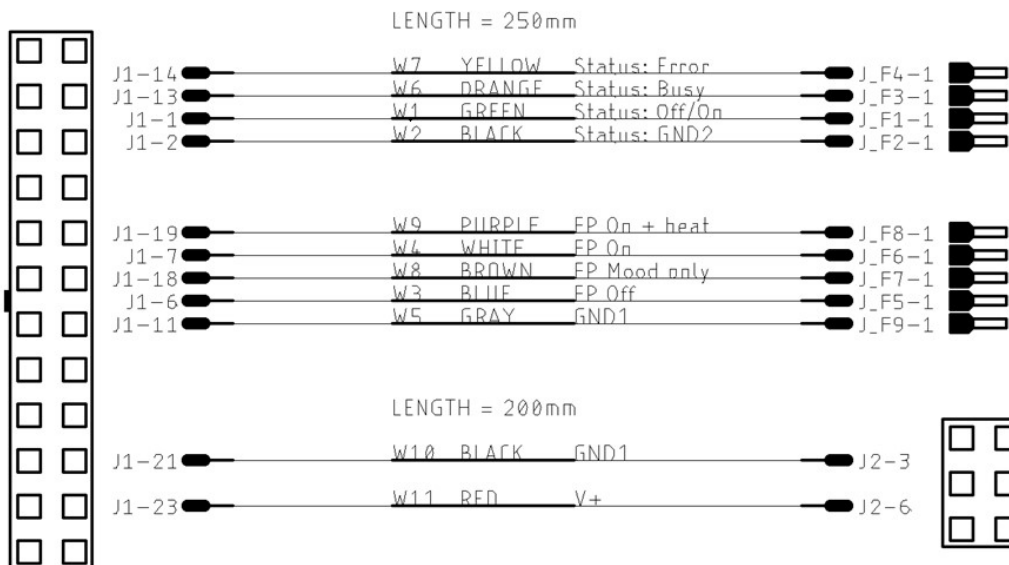 LENGTH = 250mm
J1-14 W7 YELLOW Status: Error J_F4-1
J1-13 W6 ORANGE Status: Busy J_F3-1
J1-1 W1 GREEN Status: Off/On J_F1-1
J1-2 W2 BLACK Status: GND2 J_F2-1
J1-19 W9 PURPLE FP On + heat J_F8-1
J1-7 W4 WHITE FP On J_F6-1
J1-18 W8 BROWN FP Mood only J_F7-1
J1-6 W3 BLUE FP Off J_F5-1
J1-11 W5 GRAY GND1 J_F9-1
LENGTH = 200mm
J1-21 W10 BLACK GND1 J2-3
J1-23 W11 RED V+ J2-6